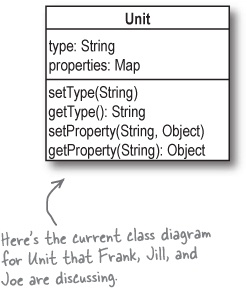 Unit
type: String
properties: Map
setType(String)
getType(): String
setProperty(String, Object)
getProperty(String): Object
Here's the current class diagram
for Unit that Frank, Jill, and
Joe are discussing.